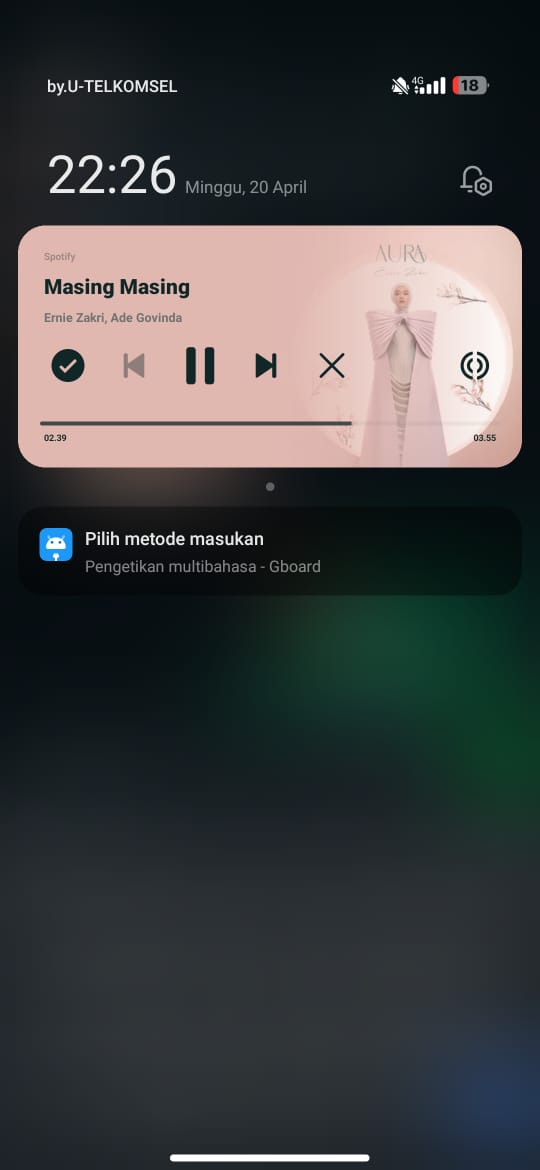 by.U-TELKOMSEL
4G
18
22:26 Minggu, 20 April
Spotify
Masing Masing
Ernie Zakri, Ade Govinda
AURA
Ernie Zakri
02.39
03.55
Pilih metode masukan
Pengetikan multibahasa - Gboard